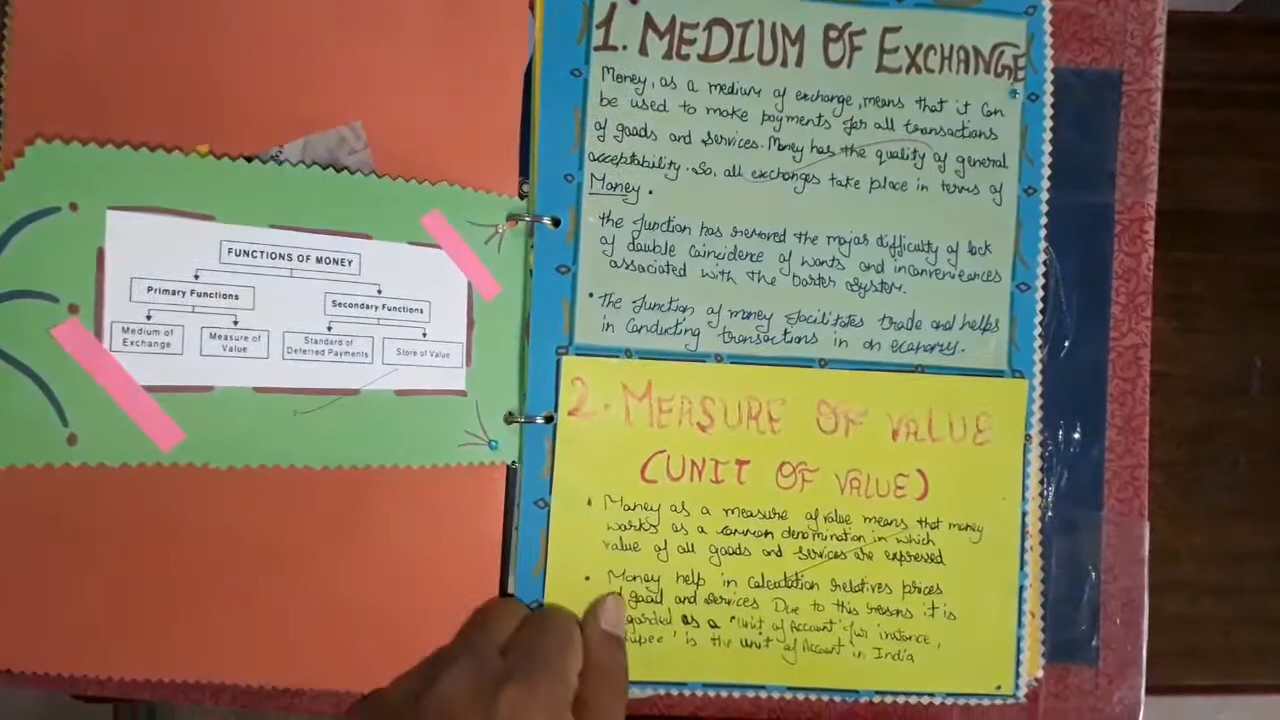 FUNCTIONS OF MONEY
Primary Functions
Secondary Functions
Medium of
Exchange
Measure of
Value
Standard of
Deferred Payments
Store of Value
1. MEDIUM OF EXCHANGE
Money, as a medium of exchange, means that it can
be used to make payments for all transactions
of goods and services. Money has the quality of general
acceptability. So, all exchanges take place in terms of
Money.
the function has removed the major difficulty of lack
of double coincidence of wants and inconveniences
associated with the barter system.
• The function of money facilitates trade and helps
in conducting transactions in an economy.
2. MEASURE OF VALUE
(UNIT OF VALUE)
• Money as a measure of value means that money
works as a common denomination in which
value of all goods and services are expressed
• Money help in calculation relatives prices
good and services Due to this reason it is
as a "unit of Account" for instance,
is the unit of Account in India